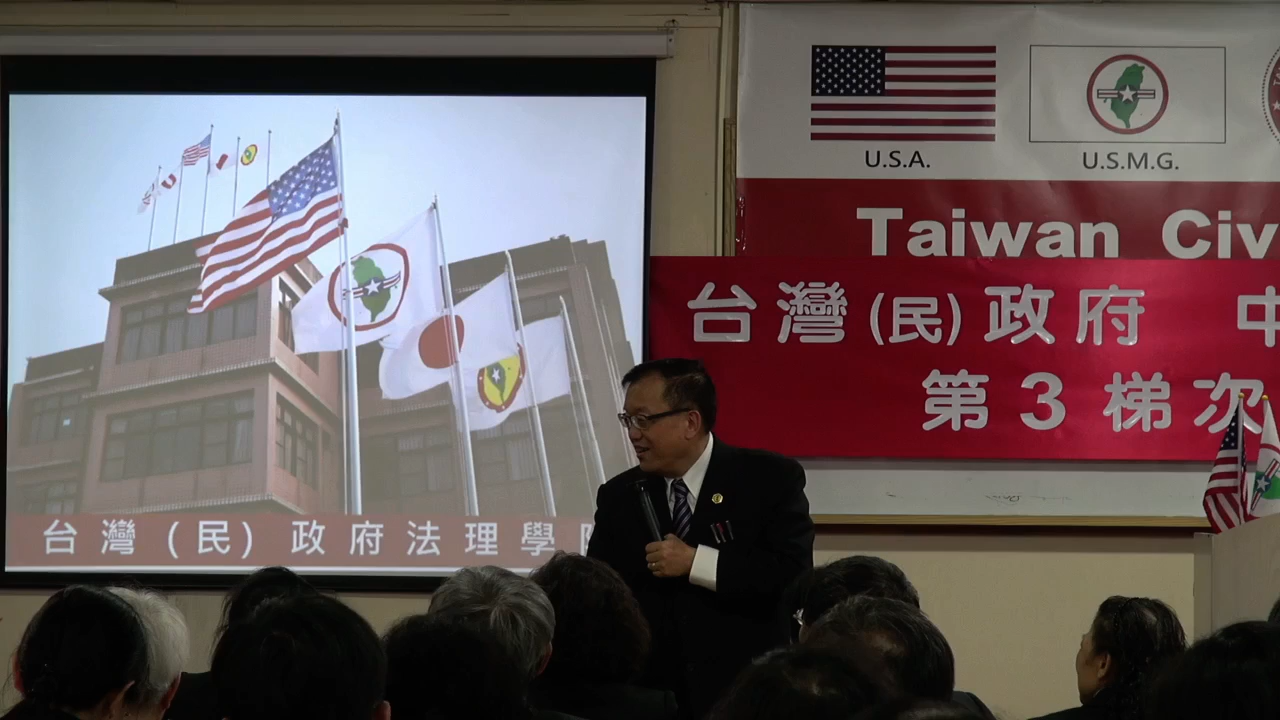 U.S.A.
U.S.M.G.
Taiwan Civ
台灣(民)政府 中
第3梯次
台灣(民)政府法理學